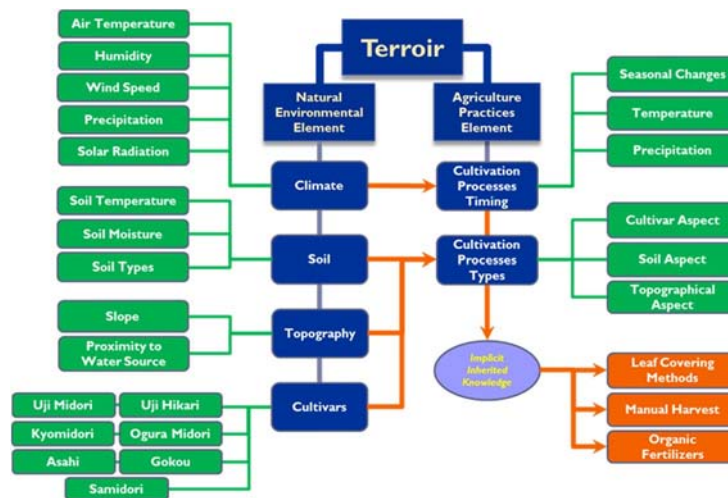 Terroir
Natural
Environmental
Element
Agriculture
Practices
Element
Air Temperature
Humidity
Wind Speed
Precipitation
Solar Radiation
Climate
Cultivation
Processes
Timing
Seasonal Changes
Temperature
Precipitation
Soil Temperature
Soil Moisture
Soil Types
Soil
Cultivation
Processes
Types
Cultivar Aspect
Soil Aspect
Topographical
Aspect
Slope
Proximity to
Water Source
Topography
Implicit
Inherited
Knowledge
Leaf Covering
Methods
Manual Harvest
Organic
Fertilizers
Uji Midori
Uji Hikari
Kyomidori
Ogura Midori
Asahi
Gokou
Samidori
Cultivars